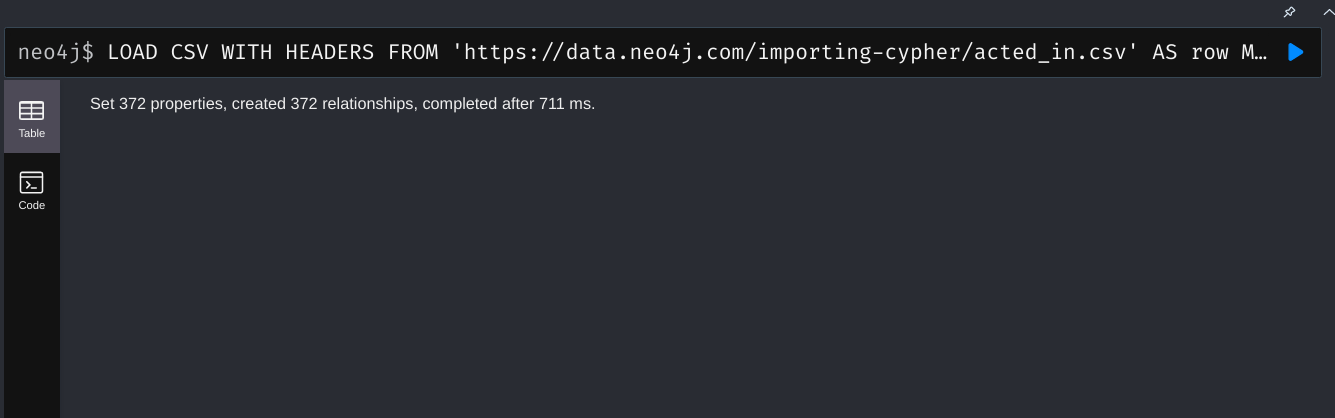 neo4j$ LOAD CSV WITH HEADERS FROM 'https://data.neo4j.com/importing-cypher/acted_in.csv' AS row M…
Set 372 properties, created 372 relationships, completed after 711 ms.
Table
Code